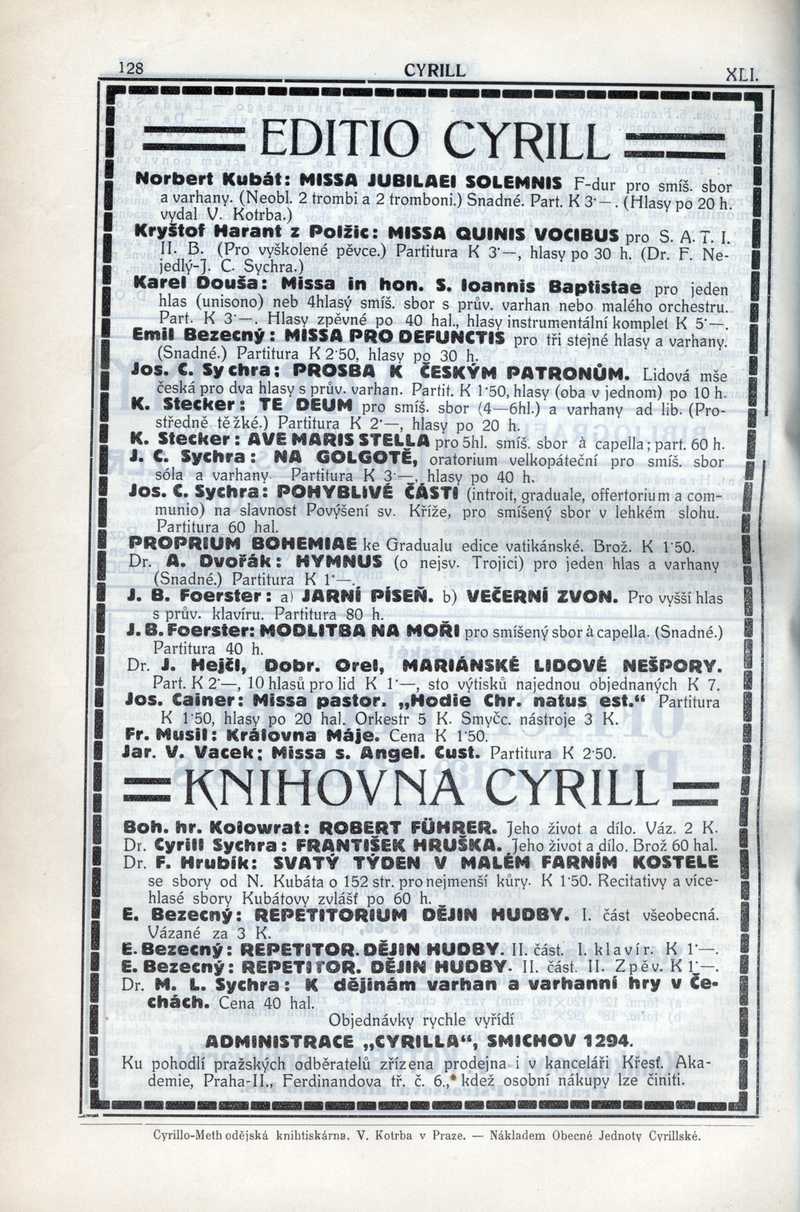 128
CYRILL
XLI.
EDITIO CYRILL
Norbert Kubát: MISSA JUBILAEI SOLEMNIS F-dur pro smíš. sbor
a varhany. (Neobl. 2 trombi a 2 tromboni.) Snadné. Part. K 3·—. (Hlasy po 20 h.
vydal V. Kotrba.)
Kryštof Harant z Polžic: MISSA QUINIS VOCIBUS pro S. A. T. I.
II. B. (Pro vyškolené pěvce.) Partitura K 3·—, hlasy po 30 h. (Dr. F. Ne-
jedlý-J. C. Sychra.)
Karel Douša: Missa in hon. S. Ioannis Baptistae pro jeden
hlas (unisono) neb 4hlasý smíš. sbor s prův. varhan nebo malého orchestru.
Part. K 3·—. Hlasy zpěvné po 40 hal., hlasy instrumentální komplet K 5·—.
Emil Bezecný: MISSA PRO DEFUNCTIS pro tři stejné hlasy a varhany.
(Snadné.) Partitura K 2·50, hlasy po 30 h.
Jos. C. Sychra: PROSBA K ČESKÝM PATRONŮM. Lidová mše
česká pro dva hlasy s prův. varhan. Partit. K 1·50, hlasy (oba v jednom) po 10 h.
K. Stecker: TE DEUM pro smíš. sbor (4—6hl.) a varhany ad lib. (Pro-
středně těžké.) Partitura K 2·—, hlasy po 20 h.
K. Stecker: AVE MARIS STELLA pro 5hl. smíš. sbor à capella; part. 60 h.
J. C. Sychra: NA GOLGOTĚ, oratorium velkopáteční pro smíš. sbor
sóla a varhany. Partitura K 3·—, hlasy po 40 h.
Jos. C. Sychra: POHYBLIVÉ ČÁSTI (introit, graduale, offertorium a com-
munio) na slavnost Povýšení sv. Kříže, pro smíšený sbor v lehkém slohu.
Partitura 60 hal.
PROPRIUM BOHEMIAE ke Gradualu edice vatikánské. Brož. K 1·50.
Dr. A. Dvořák: HYMNUS (o nejsv. Trojici) pro jeden hlas a varhany
(Snadné.) Partitura K 1·—.
J. B. Foerster: a) JARNÍ PÍSEŇ. b) VEČERNÍ ZVON. Pro vyšší hlas
s prův. klavíru. Partitura 80 h.
J. B. Foerster: MODLITBA NA MOŘI pro smíšený sbor à capella. (Snadné.)
Partitura 40 h.
Dr. J. Hejčl, Dobr. Orel, MARIÁNSKÉ LIDOVÉ NEŠPORY.
Part. K 2·—, 10 hlasů pro lid K 1·—, sto výtisků najednou objednaných K 7.
Jos. Cainer: Missa pastor. „Hodie Chr. natus est.“ Partitura
K 1·50, hlasy po 20 hal. Orkestr 5 K. Smyčc. nástroje 3 K.
Fr. Musil: Královna Máje. Cena K 1·50.
Jar. V. Vacek: Missa s. Angel. Cust. Partitura K 2·50.
KNIHOVNA CYRILL
Boh. hr. Kolowrat: ROBERT FÜHRER. Jeho život a dílo. Váz. 2 K.
Dr. Cyrill Sychra: FRANTIŠEK HRUŠKA. Jeho život a dílo. Brož 60 hal.
Dr. F. Hrubík: SVATÝ TÝDEN V MALÉM FARNÍM KOSTELE
se sbory od N. Kubáta o 152 str. pro nejmenší kůry. K 1·50. Recitativy a více-
hlasé sbory Kubátovy zvlášť po 60 h.
E. Bezecný: REPETITORIUM DĚJIN HUDBY. I. část všeobecná.
Vázané za 3 K.
E. Bezecný: REPETITOR. DĚJIN HUDBY. II. část. I. klavír. K 1·—.
E. Bezecný: REPETITOR. DĚJIN HUDBY. II. část. II. Zpěv. K 1·—.
Dr. M. L. Sychra: K dějinám varhan a varhanní hry v Če-
chách. Cena 40 hal.
Objednávky rychle vyřídí
ADMINISTRACE „CYRILLA“, SMICHOV 1294.
Ku pohodlí pražských odběratelů zřízena prodejna i v kanceláři Křesť. Aka-
demie, Praha-II., Ferdinandova tř. č. 6., kdež osobní nákupy lze činiti.
Cyrillo-Methodějská knihtiskárna. V. Kotrba v Praze. — Nákladem Obecné Jednoty Cyrillské.